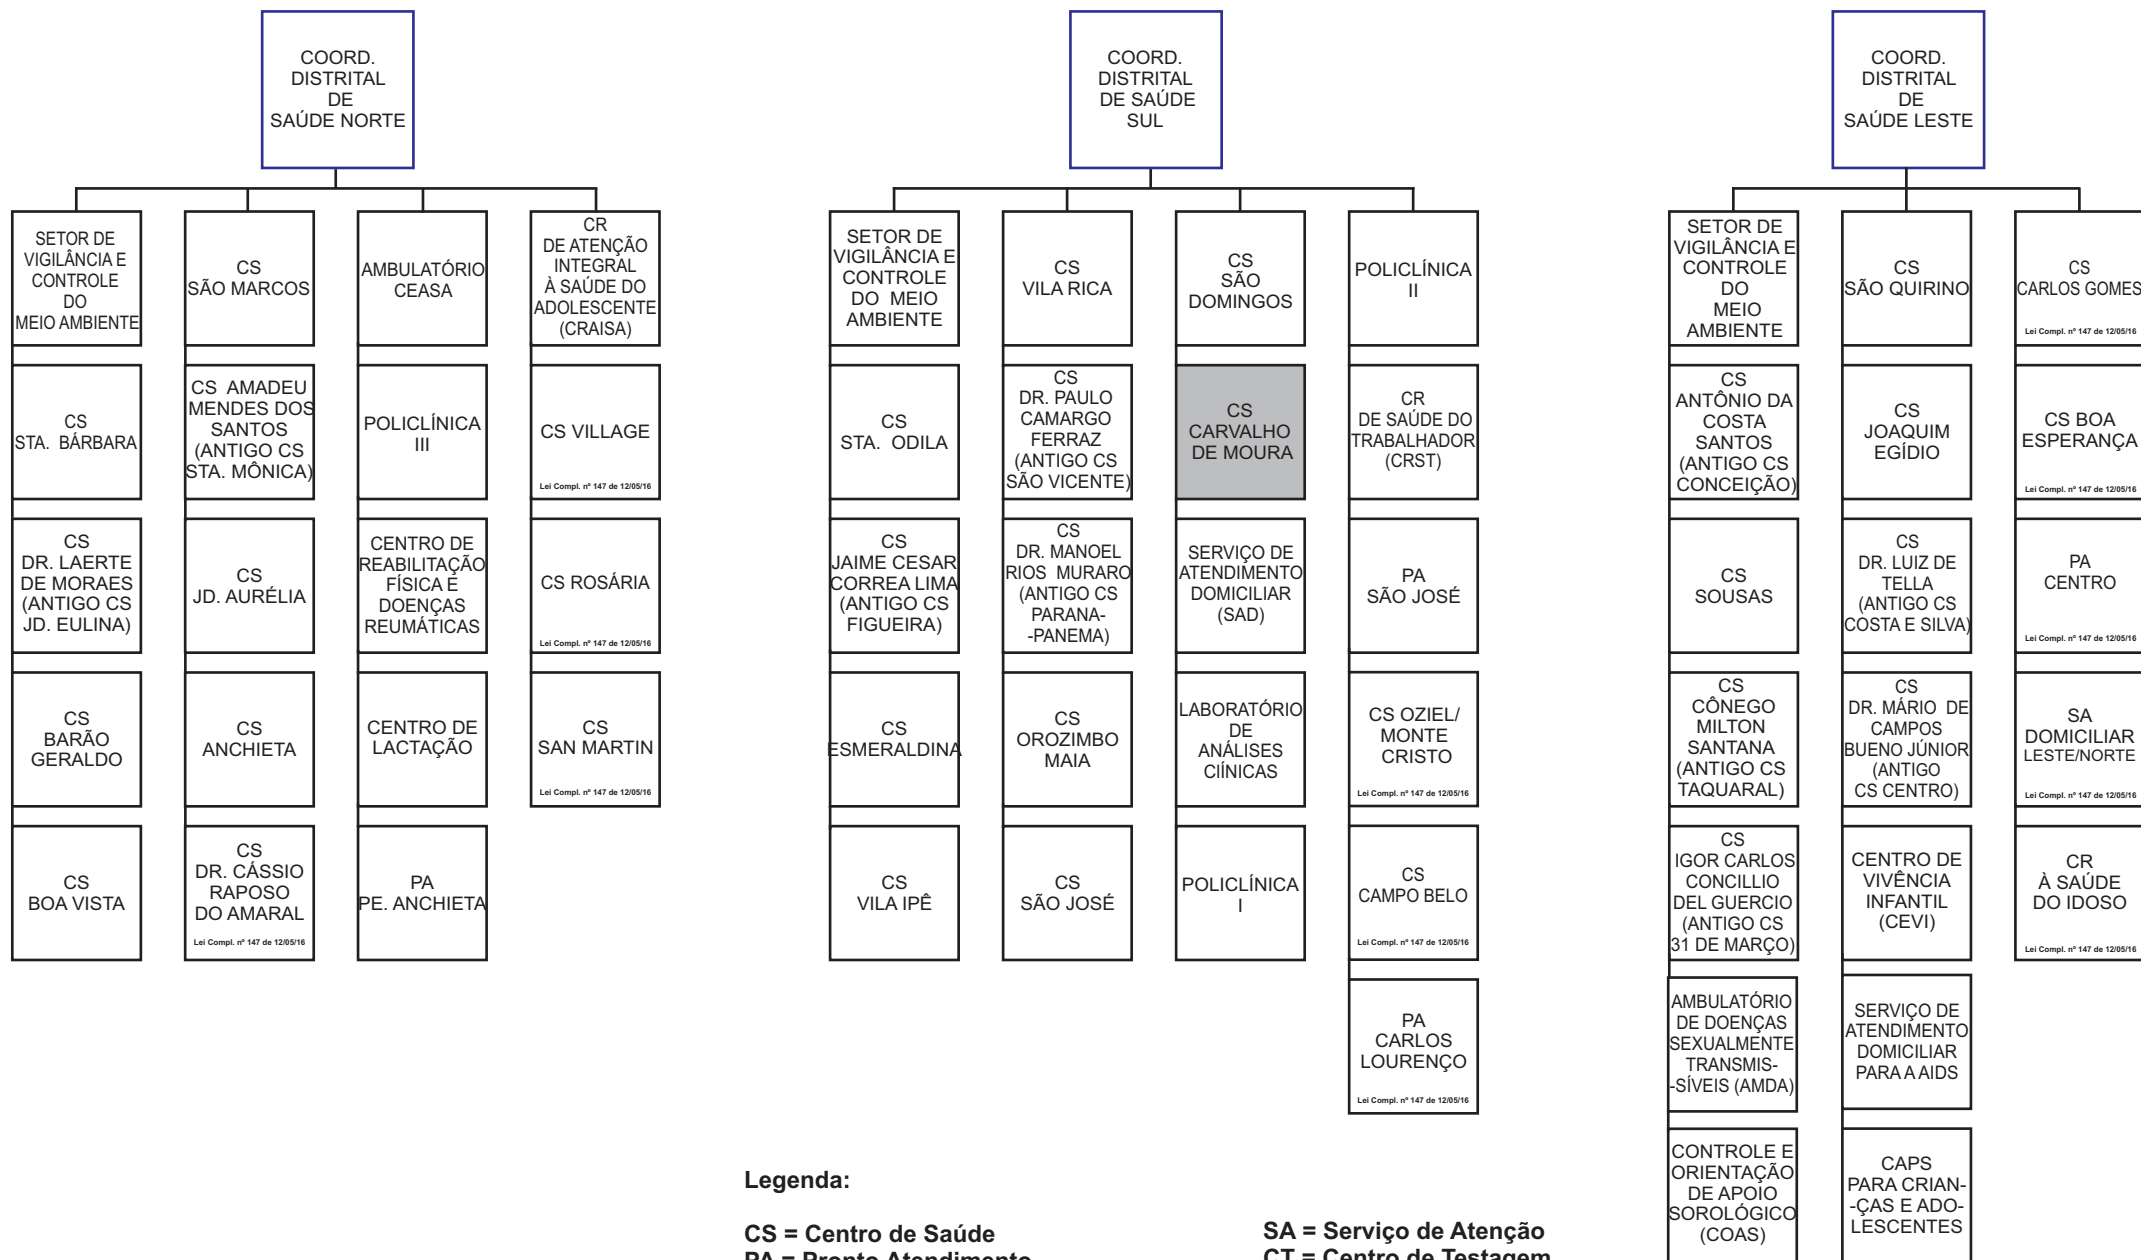 COORD.
DISTRITAL
DE
SAÚDE NORTE
SETOR DE
VIGILÂNCIA E
CONTROLE
DO
MEIO AMBIENTE
CS
STA. BÁRBARA
CS
DR. LAERTE
DE MORAES
(ANTIGO CS
JD. EULINA)
CS
BARÃO
GERALDO
CS
BOA VISTA
CS
SÃO MARCOS
CS AMADEU
MENDES DOS
SANTOS
(ANTIGO CS
STA. MÔNICA)
CS
JD. AURÉLIA
CS
ANCHIETA
CS
DR. CÁSSIO
RAPOSO
DO AMARAL
Lei Compl. nº 147 de 12/05/16
AMBULATÓRIO
CEASA
POLICLÍNICA
III
CENTRO DE
REABILITAÇÃO
FÍSICA E
DOENÇAS
REUMÁTICAS
CENTRO DE
LACTAÇÃO
PA
PE. ANCHIETA
CR
DE ATENÇÃO
INTEGRAL
À SAÚDE DO
ADOLESCENTE
(CRAISA)
CS VILLAGE
Lei Compl. nº 147 de 12/05/16
CS ROSÁRIA
Lei Compl. nº 147 de 12/05/16
CS
SAN MARTIN
Lei Compl. nº 147 de 12/05/16
COORD.
DISTRITAL
DE SAÚDE
SUL
SETOR DE
VIGILÂNCIA E
CONTROLE
DO MEIO
AMBIENTE
CS
STA. ODILA
CS
JAIME CESAR
CORREA LIMA
(ANTIGO CS
FIGUEIRA)
CS
ESMERALDINA
CS
VILA IPÊ
CS
VILA RICA
CS
DR. PAULO
CAMARGO
FERRAZ
(ANTIGO CS
SÃO VICENTE)
CS
DR. MANOEL
RIOS MURARO
(ANTIGO CS
PARANA-
-PANEMA)
CS
OROZIMBO
MAIA
CS
SÃO JOSÉ
CS
SÃO
DOMINGOS
CS
CARVALHO
DE MOURA
SERVIÇO DE
ATENDIMENTO
DOMICILIAR
(SAD)
LABORATÓRIO
DE
ANÁLISES
ClÍNICAS
POLICLÍNICA
I
POLICLÍNICA
II
CR
DE SAÚDE DO
TRABALHADOR
(CRST)
PA
SÃO JOSÉ
CS OZIEL/
MONTE
CRISTO
Lei Compl. nº 147 de 12/05/16
CS
CAMPO BELO
Lei Compl. nº 147 de 12/05/16
PA
CARLOS
LOURENÇO
Lei Compl. nº 147 de 12/05/16
COORD.
DISTRITAL
DE
SAÚDE LESTE
SETOR DE
VIGILÂNCIA E
CONTROLE
DO
MEIO
AMBIENTE
CS
ANTÔNIO DA
COSTA
SANTOS
(ANTIGO CS
CONCEIÇÃO)
CS
SOUSAS
CS
CÔNEGO
MILTON
SANTANA
(ANTIGO CS
TAQUARAL)
CS
IGOR CARLOS
CONCILLIO
DEL GUERCIO
(ANTIGO CS
31 DE MARÇO)
AMBULATÓRIO
DE DOENÇAS
SEXUALMENTE
TRANSMIS-
-SÍVEIS (AMDA)
CONTROLE E
ORIENTAÇÃO
DE APOIO
SOROLÓGICO
(COAS)
CS
SÃO QUIRINO
CS
JOAQUIM
EGÍDIO
CS
DR. LUIZ DE
TELLA
(ANTIGO CS
COSTA E SILVA)
CS
DR. MÁRIO DE
CAMPOS
BUENO JÚNIOR
(ANTIGO
CS CENTRO)
CENTRO DE
VIVÊNCIA
INFANTIL
(CEVI)
SERVIÇO DE
ATENDIMENTO
DOMICILIAR
PARA A AIDS
CAPS
PARA CRIAN-
-ÇAS E ADO-
LESCENTES
CS
CARLOS GOMES
Lei Compl. nº 147 de 12/05/16
CS BOA
ESPERANÇA
Lei Compl. nº 147 de 12/05/16
PA
CENTRO
Lei Compl. nº 147 de 12/05/16
SA
DOMICILIAR
LESTE/NORTE
Lei Compl. nº 147 de 12/05/16
CR
À SAÚDE
DO IDOSO
Lei Compl. nº 147 de 12/05/16
Legenda:
CS = Centro de Saúde
PA = Pronto Atendimento
SA = Serviço de Atenção
CT = Centro de Testagem